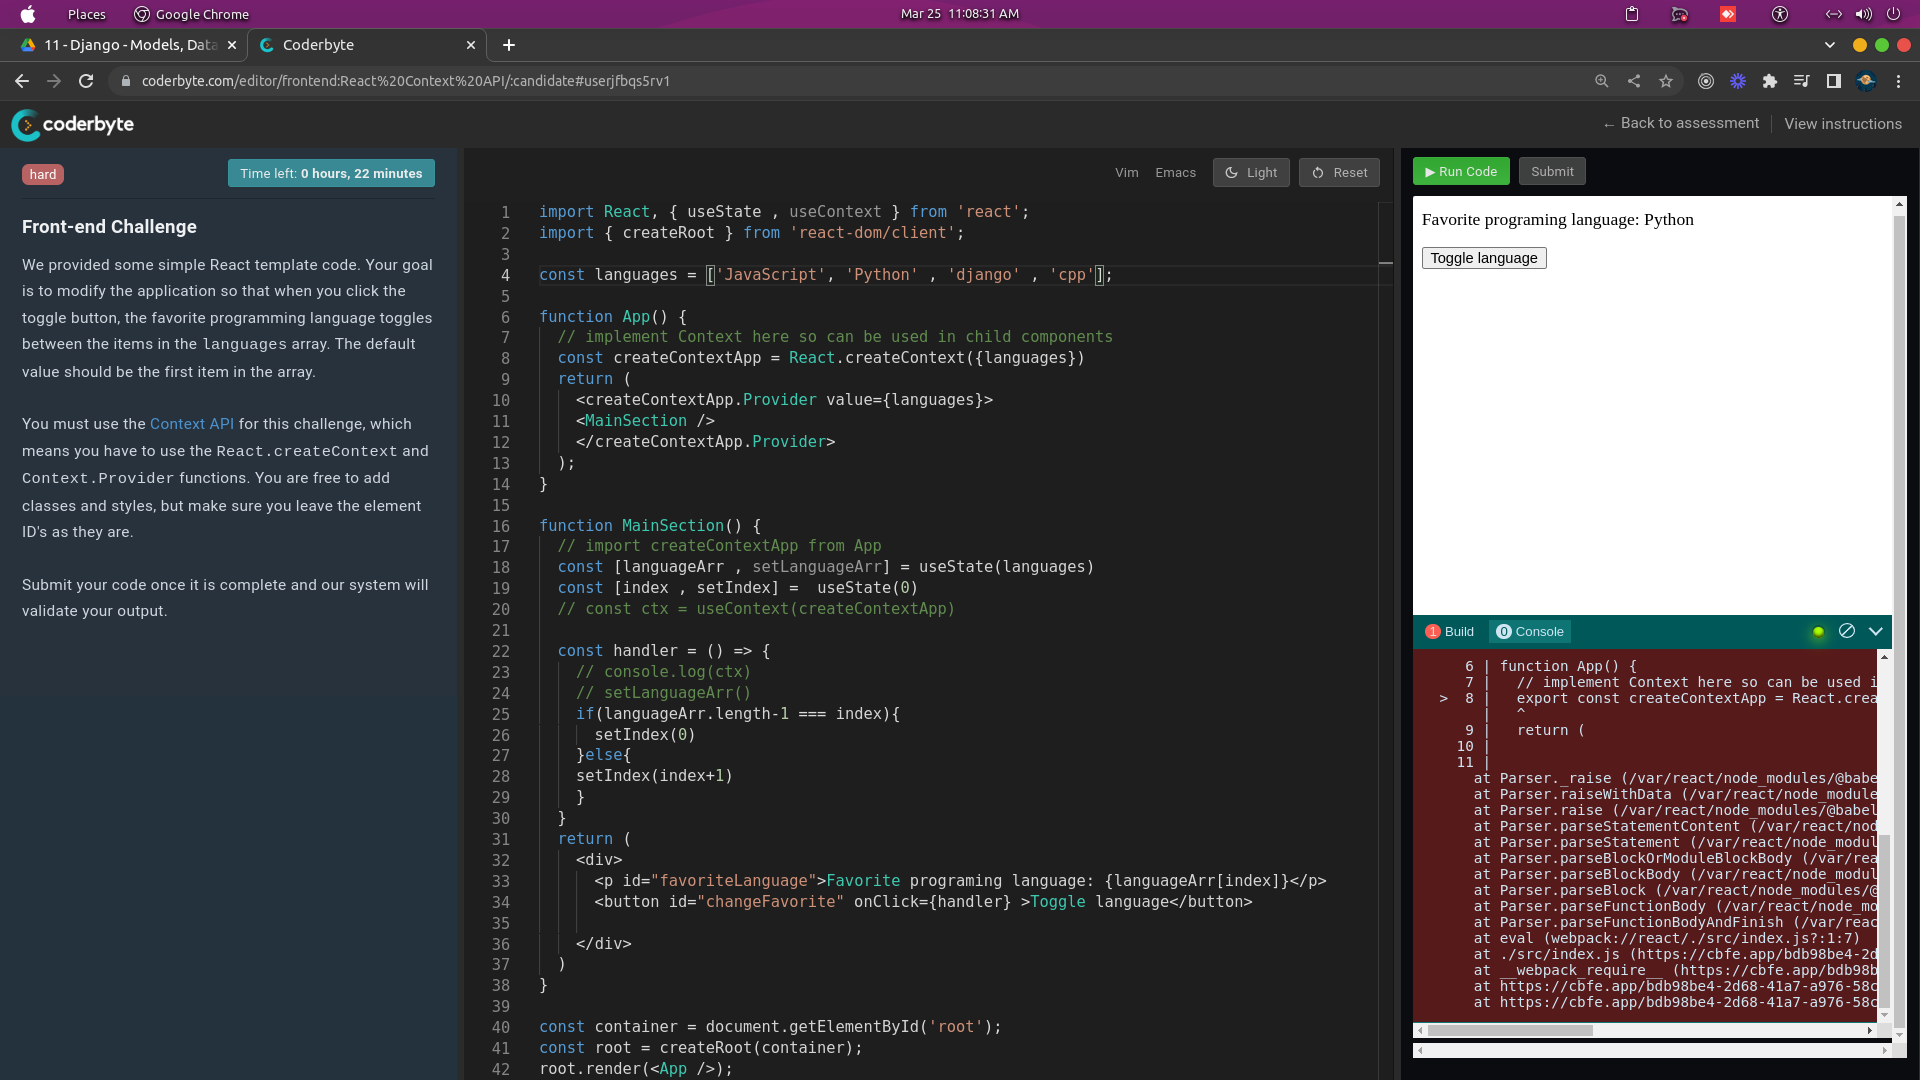 Places
Google Chrome
Mar 25 11:08:31 AM
11 - Django - Models, Data
Coderbyte
coderbyte.com/editor/frontend:React%20Context%20API/:candidate#userjfbqs5rv1
coderbyte
← Back to assessment
View instructions
hard
Time left: 0 hours, 22 minutes
Front-end Challenge
We provided some simple React template code. Your goal
is to modify the application so that when you click the
toggle button, the favorite programming language toggles
between the items in the languages array. The default
value should be the first item in the array.
You must use the Context API for this challenge, which
means you have to use the React.createContext and
Context.Provider functions. You are free to add
classes and styles, but make sure you leave the element
ID's as they are.
Submit your code once it is complete and our system will
validate your output.
Vim
Emacs
Light
Reset
1 import React, { useState , useContext } from 'react';
2 import { createRoot } from 'react-dom/client';
3
4 const languages = ['JavaScript', 'Python' , 'django' , 'cpp'];
5
6 function App() {
7 // implement Context here so can be used in child components
8 const createContextApp = React.createContext({languages})
9 return (
10 <createContextApp.Provider value={languages}>
11 <MainSection />
12 </createContextApp.Provider>
13 );
14 }
15
16 function MainSection() {
17 // import createContextApp from App
18 const [languageArr , setLanguageArr] = useState(languages)
19 const [index , setIndex] =  useState(0)
20 // const ctx = useContext(createContextApp)
21
22 const handler = () => {
23 // console.log(ctx)
24 // setLanguageArr()
25 if(languageArr.length-1 === index){
26 setIndex(0)
27 }else{
28 setIndex(index+1)
29 }
30 }
31 return (
32 <div>
33 <p id="favoriteLanguage">Favorite programing language: {languageArr[index]}</p>
34 <button id="changeFavorite" onClick={handler} >Toggle language</button>
35
36 </div>
37 )
38 }
39
40 const container = document.getElementById('root');
41 const root = createRoot(container);
42 root.render(<App />);
▶ Run Code
Submit
Favorite programing language: Python
Toggle language
1 Build
0 Console
6 | function App() {
7 | // implement Context here so can be used i
> 8 | export const createContextApp = React.crea
| ^
9 | return (
10 |
11 |
at Parser._raise (/var/react/node_modules/@babe
at Parser.raiseWithData (/var/react/node_module
at Parser.raise (/var/react/node_modules/@babel
at Parser.parseStatementContent (/var/react/nod
at Parser.parseStatement (/var/react/node_modul
at Parser.parseBlockOrModuleBlockBody (/var/rea
at Parser.parseBlockBody (/var/react/node_modul
at Parser.parseBlock (/var/react/node_modules/@
at Parser.parseFunctionBody (/var/react/node_mo
at Parser.parseFunctionBodyAndFinish (/var/reac
at eval (webpack://react/./src/index.js?:1:7)
at ./src/index.js (https://cbfe.app/bdb98be4-2d
at __webpack_require__ (https://cbfe.app/bdb98b
at https://cbfe.app/bdb98be4-2d68-41a7-a976-58c
at https://cbfe.app/bdb98be4-2d68-41a7-a976-58c